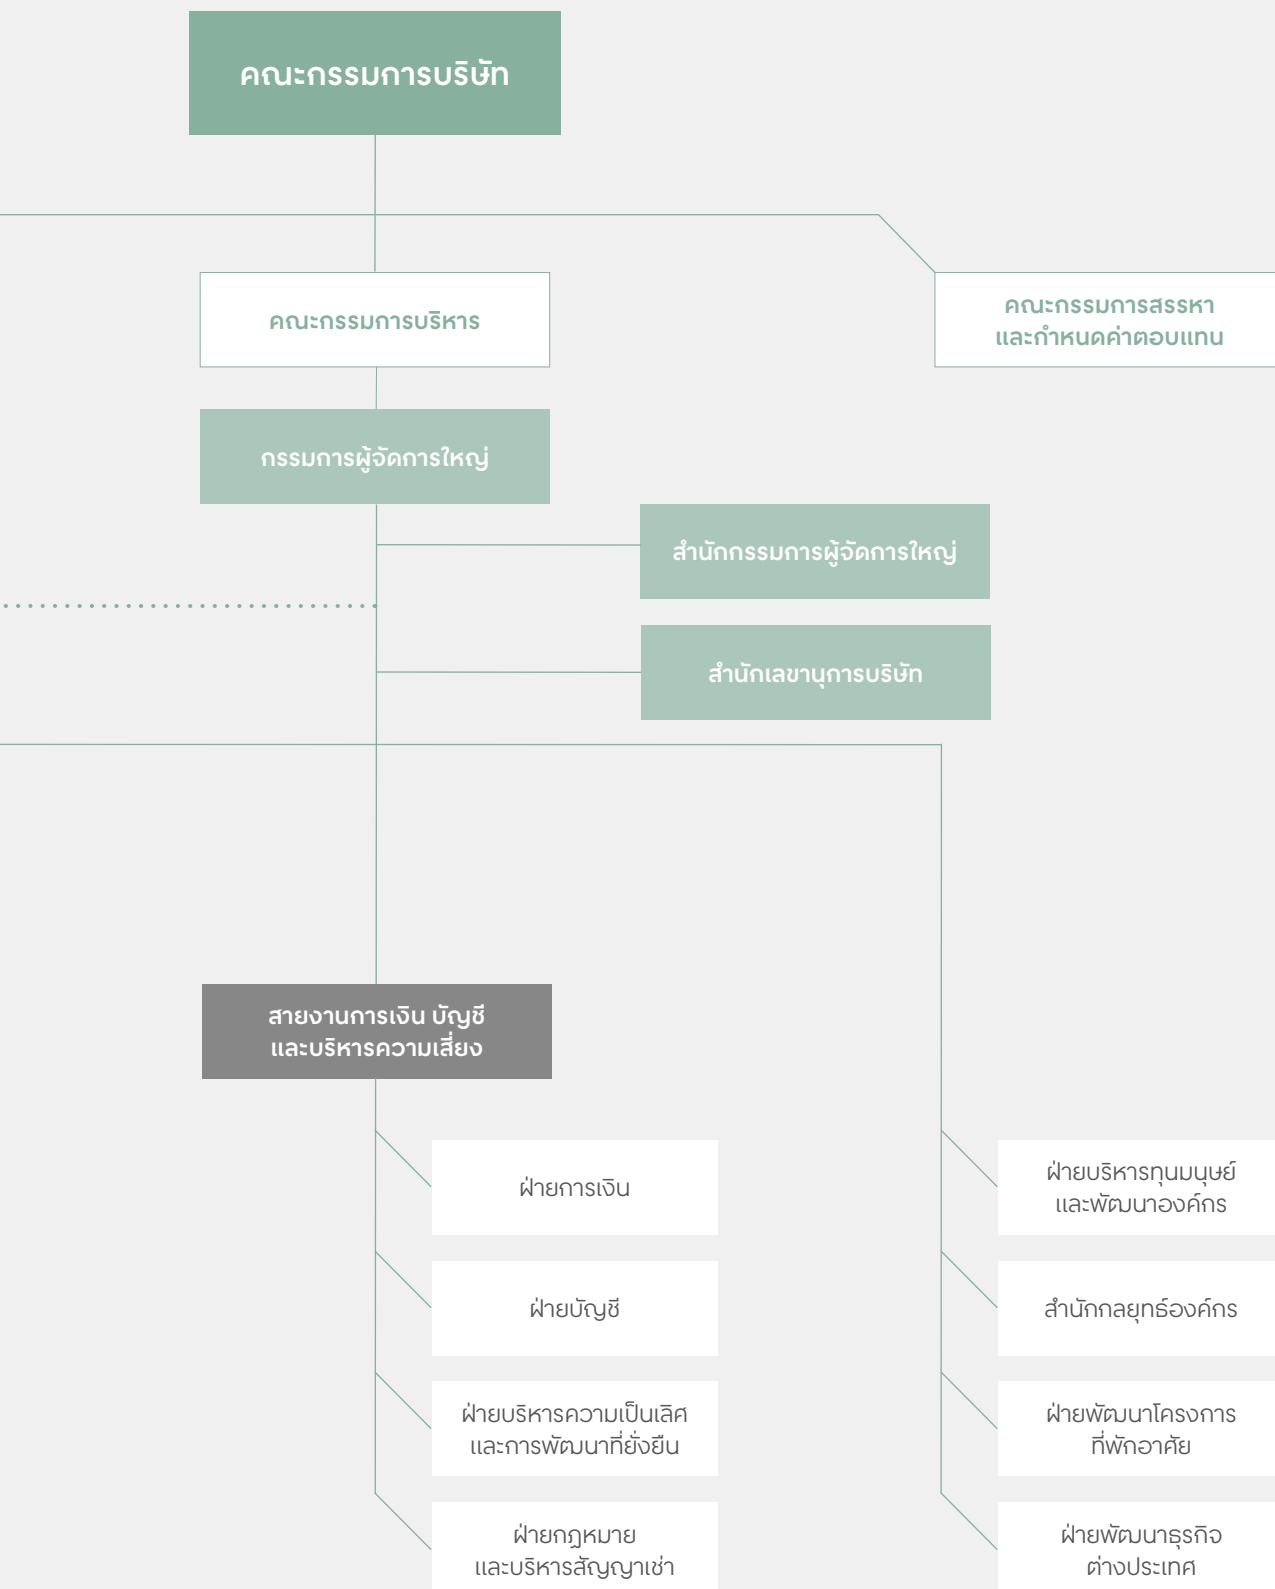 คณะกรรมการบริษัท
คณะกรรมการบริหาร
คณะกรรมการสรรหา
และกำหนดค่าตอบแทน
กรรมการผู้จัดการใหญ่
สำนักกรรมการผู้จัดการใหญ่
สำนักเลขานุการบริษัท
สายงานการเงิน บัญชี
และบริหารความเสี่ยง
ฝ่ายการเงิน
ฝ่ายบัญชี
ฝ่ายบริหารความเป็นเลิศ
และการพัฒนาที่ยั่งยืน
ฝ่ายกฎหมาย
และบริหารสัญญาเช่า
ฝ่ายบริหารทุนมนุษย์
และพัฒนาองค์กร
สำนักกลยุทธ์องค์กร
ฝ่ายพัฒนาโครงการ
ที่พักอาศัย
ฝ่ายพัฒนาธุรกิจ
ต่างประเทศ